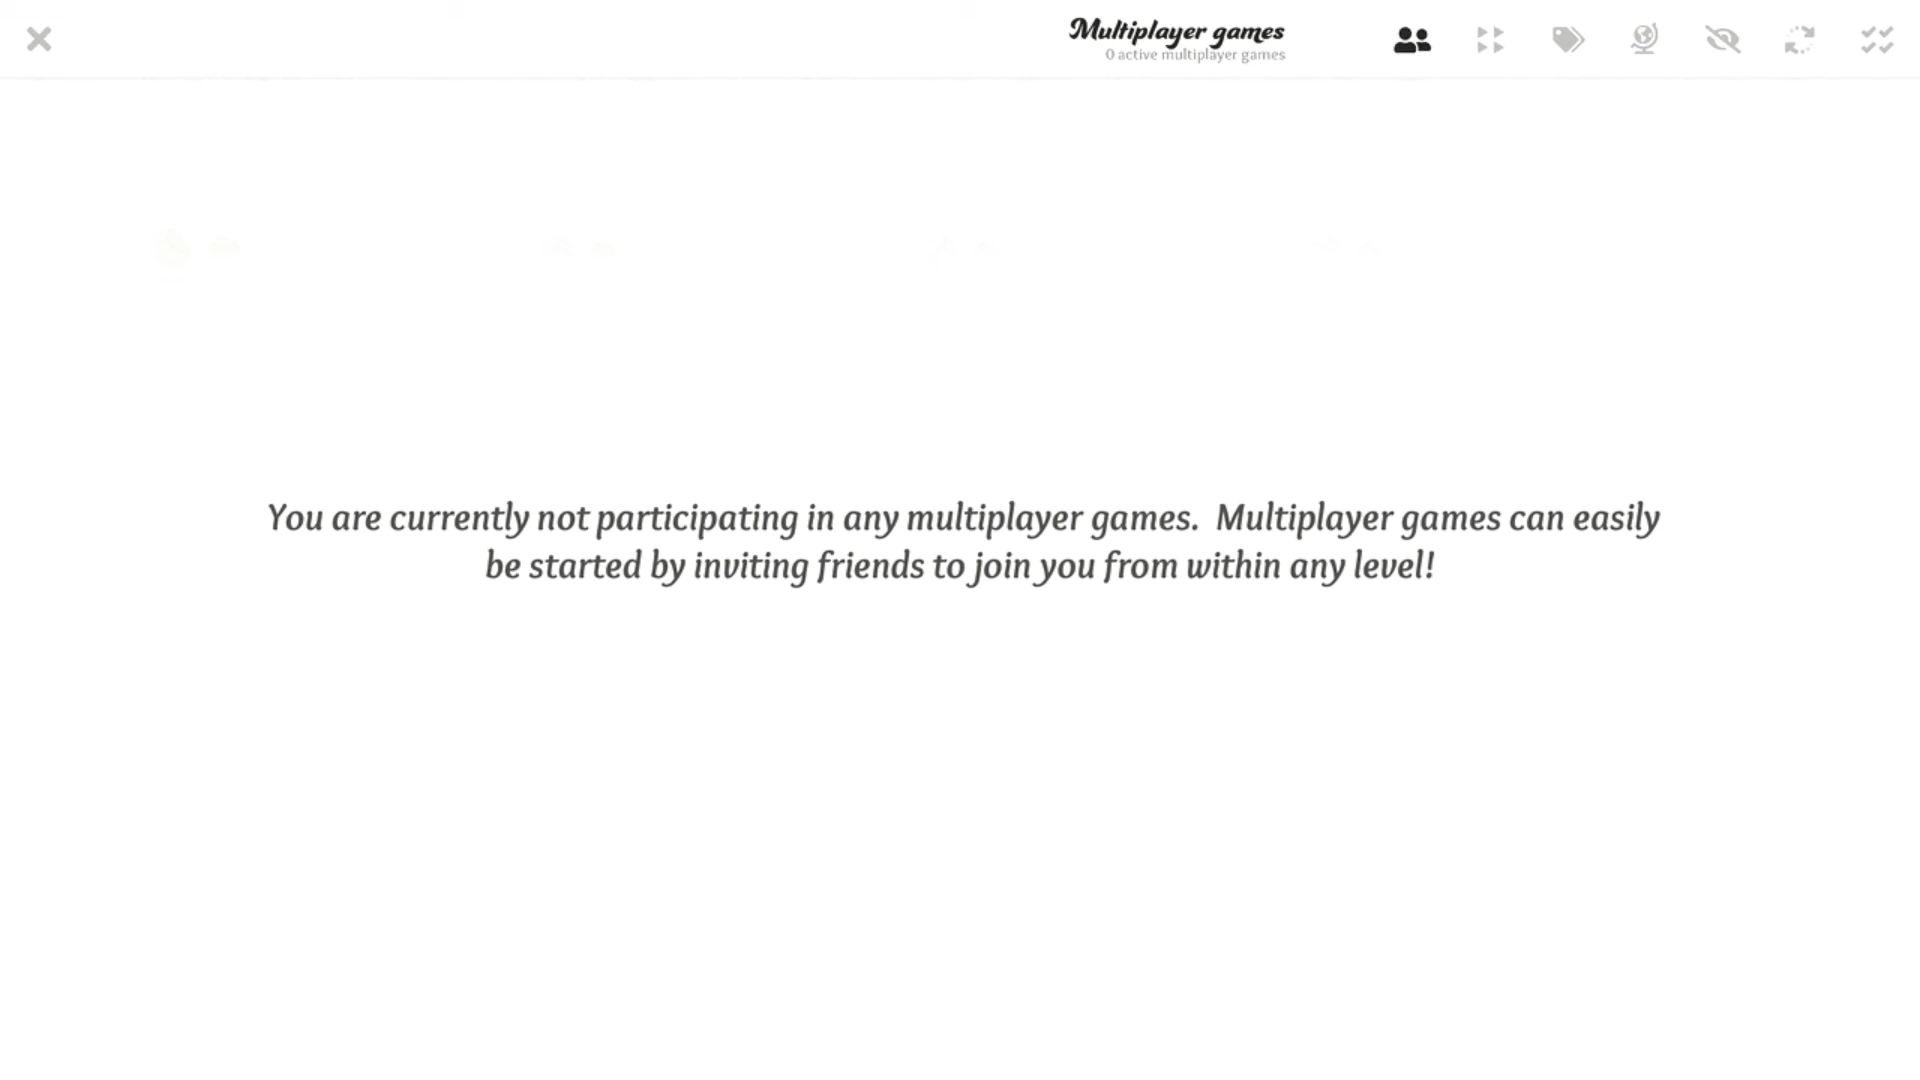 Multiplayer games
0 active multiplayer games
You are currently not participating in any multiplayer games. Multiplayer games can easily
be started by inviting friends to join you from within any level!